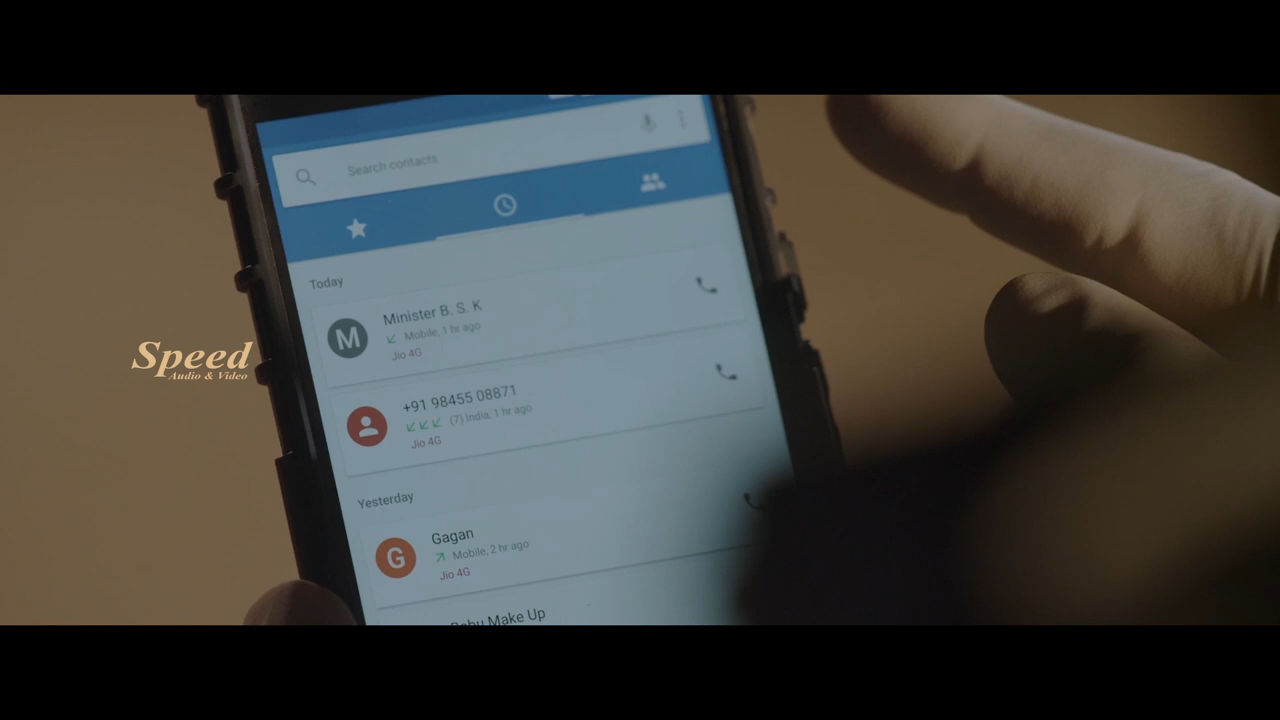 Search contacts
Today
M
Minister B. S. K
Mobile, 1 hr ago
Jio 4G
+91 98455 08871
(7) India, 1 hr ago
Jio 4G
Speed
Audio & Video
Yesterday
G
Gagan
Mobile, 2 hr ago
Jio 4G
Babu Make Up